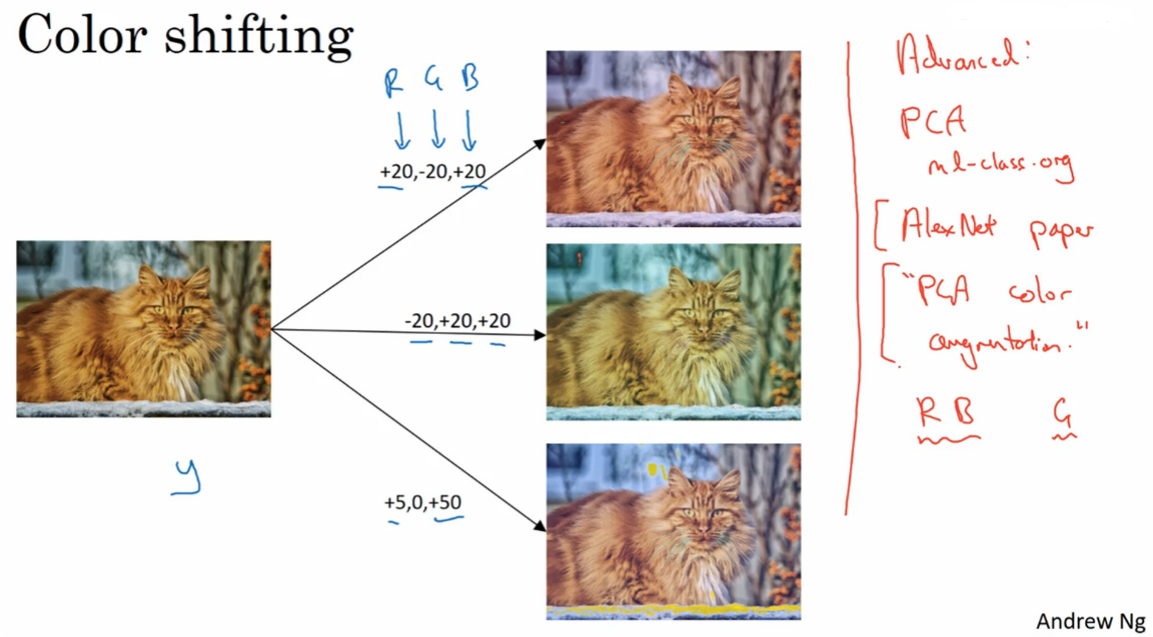 Color shifting
R G B
+20,-20,+20
-20,+20,+20
+5,0,+50
y
Advanced:
PCA
ml-class.org
AlexNet paper
"PCA color
augmentation."
R B G
Andrew Ng